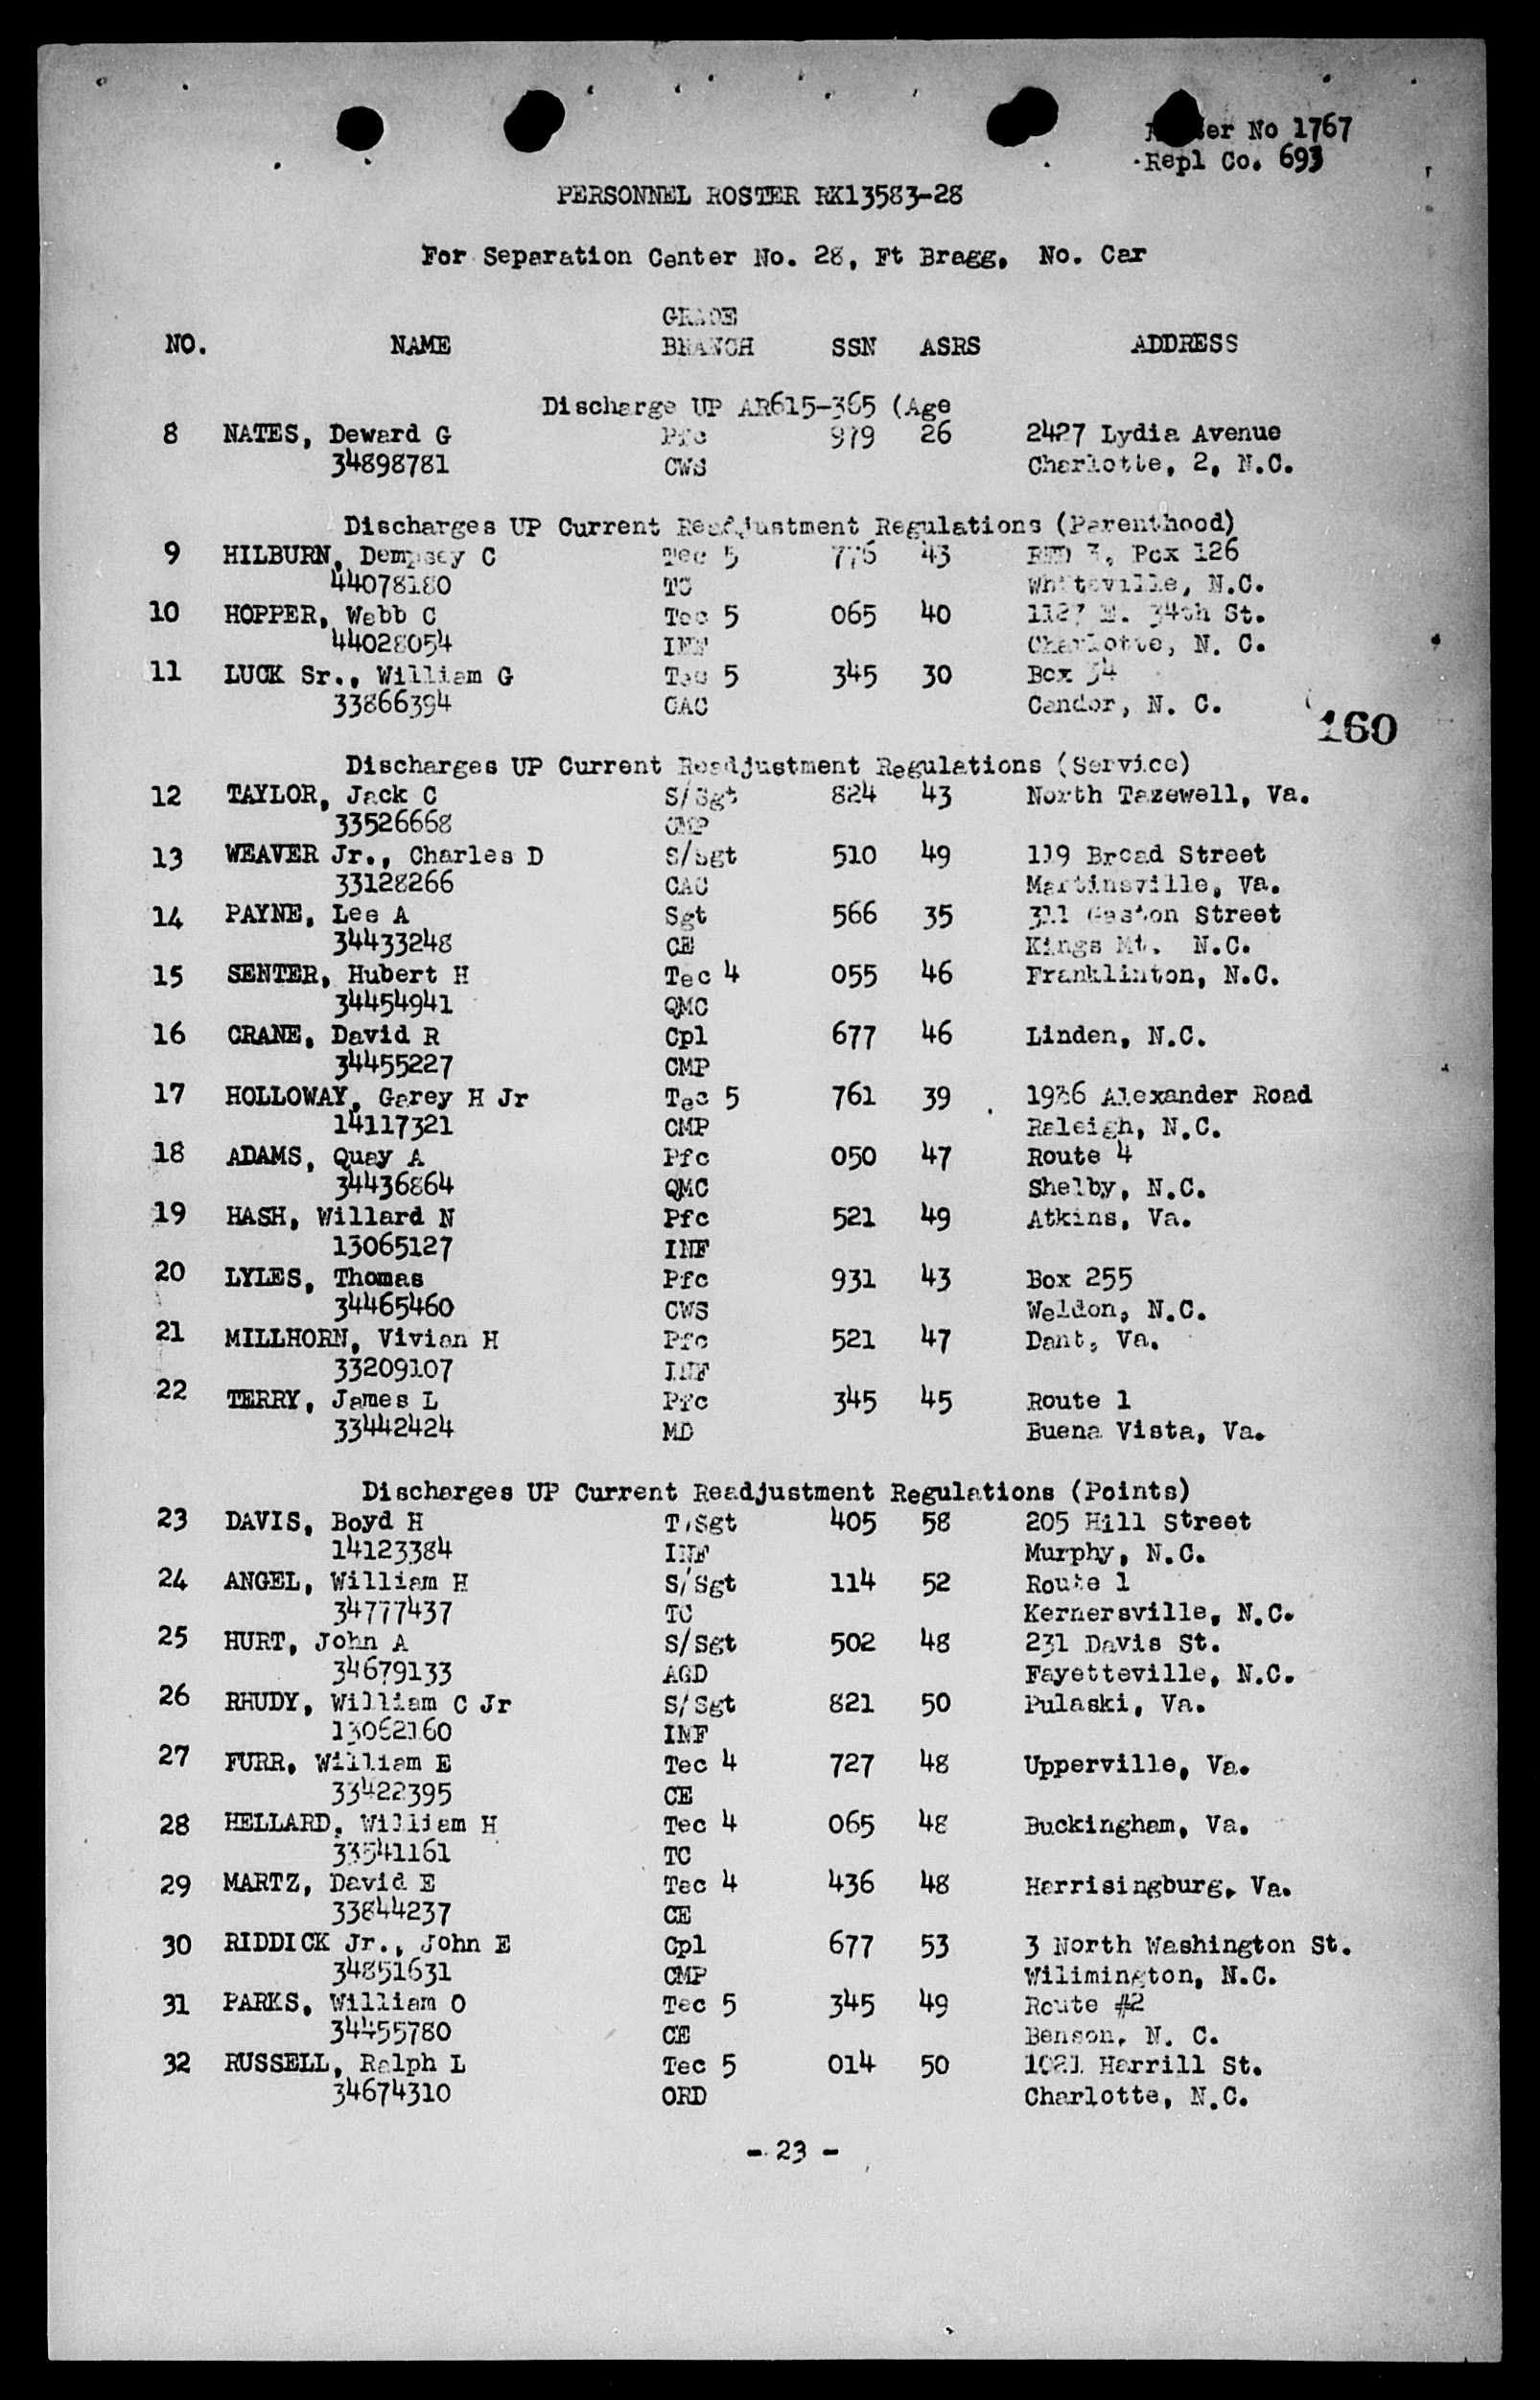 er No 1767
Repl Co. 693
PERSONNEL ROSTER RK13583-28
For Separation Center No. 28, Ft Bragg, No. Car
GRADE
NO. NAME BRANCH SSN ASRS ADDRESS
Discharge UP AR615-365 (Age
8 NATES, Deward G Pfc 979 26 2427 Lydia Avenue
34898781 CWS Charlotte, 2, N.C.
Discharges UP Current Readjustment Regulations (Parenthood)
9 HILBURN, Dempsey C Tec 5 776 43 RFD 3, Box 126
44078180 TC Whiteville, N.C.
10 HOPPER, Webb C Tec 5 065 40 1127 E. 34th St.
44028054 INF Charlotte, N. C.
11 LUCK Sr., William G Tec 5 345 30 Box 34
33866394 CAC Candor, N. C.
160
Discharges UP Current Readjustment Regulations (Service)
12 TAYLOR, Jack C S/Sgt 824 43 North Tazewell, Va.
33526668 CMP
13 WEAVER Jr., Charles D S/Sgt 510 49 119 Broad Street
33128266 CAC Martinsville, Va.
14 PAYNE, Lee A Sgt 566 35 311 Gaston Street
34433248 CE Kings Mt. N.C.
15 SENTER, Hubert H Tec 4 055 46 Franklinton, N.C.
34454941 QMC
16 CRANE, David R Cpl 677 46 Linden, N.C.
34455227 CMP
17 HOLLOWAY, Garey H Jr Tec 5 761 39 1936 Alexander Road
14117321 CMP Raleigh, N.C.
18 ADAMS, Quay A Pfc 050 47 Route 4
34436864 QMC Shelby, N.C.
19 HASH, Willard N Pfc 521 49 Atkins, Va.
13065127 INF
20 LYLES, Thomas Pfc 931 43 Box 255
34465460 CWS Weldon, N.C.
21 MILLHORN, Vivian H Pfc 521 47 Dant, Va.
33209107 INF
22 TERRY, James L Pfc 345 45 Route 1
33442424 MD Buena Vista, Va.
Discharges UP Current Readjustment Regulations (Points)
23 DAVIS, Boyd H T/Sgt 405 58 205 Hill Street
14123384 INF Murphy, N.C.
24 ANGEL, William H S/Sgt 114 52 Route 1
34777437 TC Kernersville, N.C.
25 HURT, John A S/Sgt 502 48 231 Davis St.
34679133 AGD Fayetteville, N.C.
26 RHUDY, William C Jr S/Sgt 821 50 Pulaski, Va.
13062160 INF
27 FURR, William E Tec 4 727 48 Upperville, Va.
33422395 CE
28 HELLARD, William H Tec 4 065 48 Buckingham, Va.
33541161 TC
29 MARTZ, David E Tec 4 436 48 Harrisingburg, Va.
33844237 CE
30 RIDDICK Jr., John E Cpl 677 53 3 North Washington St.
34851631 CMP Wilimington, N.C.
31 PARKS, William O Tec 5 345 49 Route #2
34455780 CE Benson, N. C.
32 RUSSELL, Ralph L Tec 5 014 50 1021 Harrill St.
34674310 ORD Charlotte, N.C.
- 23 -